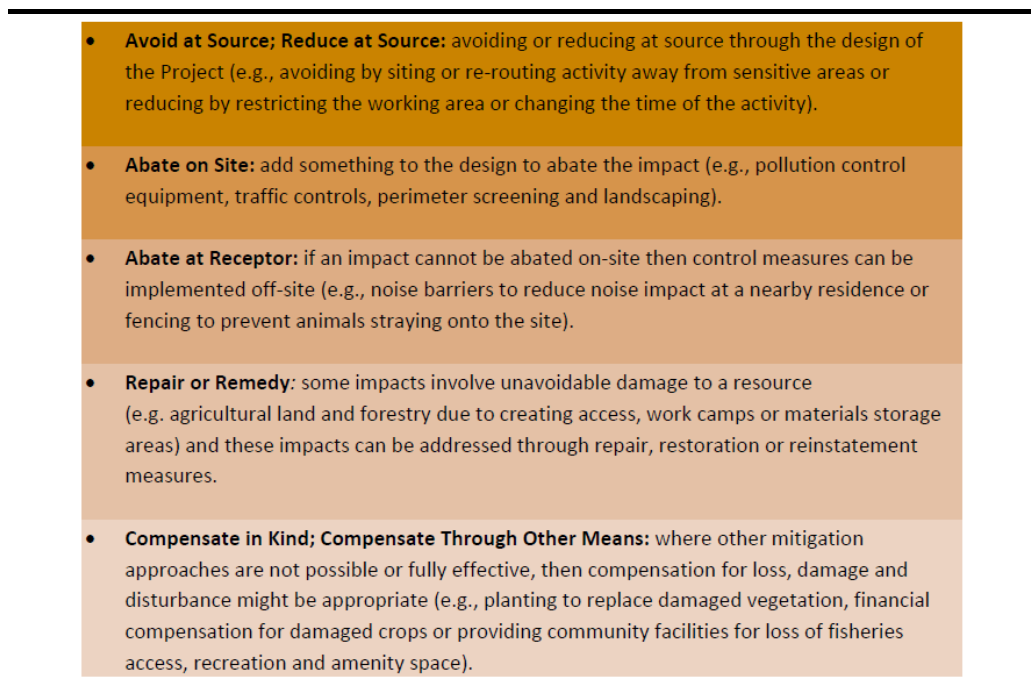 • Avoid at Source; Reduce at Source: avoiding or reducing at source through the design of
the Project (e.g., avoiding by siting or re-routing activity away from sensitive areas or
reducing by restricting the working area or changing the time of the activity).
• Abate on Site: add something to the design to abate the impact (e.g., pollution control
equipment, traffic controls, perimeter screening and landscaping).
• Abate at Receptor: if an impact cannot be abated on-site then control measures can be
implemented off-site (e.g., noise barriers to reduce noise impact at a nearby residence or
fencing to prevent animals straying onto the site).
• Repair or Remedy: some impacts involve unavoidable damage to a resource
(e.g. agricultural land and forestry due to creating access, work camps or materials storage
areas) and these impacts can be addressed through repair, restoration or reinstatement
measures.
• Compensate in Kind; Compensate Through Other Means: where other mitigation
approaches are not possible or fully effective, then compensation for loss, damage and
disturbance might be appropriate (e.g., planting to replace damaged vegetation, financial
compensation for damaged crops or providing community facilities for loss of fisheries
access, recreation and amenity space).